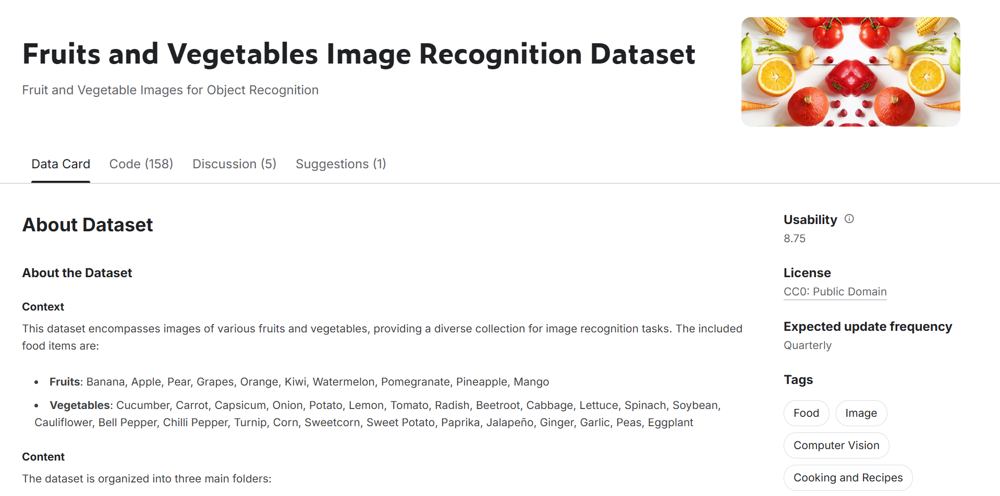 Fruits and Vegetables Image Recognition Dataset
Fruit and Vegetable Images for Object Recognition
Data Card
Code (158)
Discussion (5)
Suggestions (1)
About Dataset
About the Dataset
Context
This dataset encompasses images of various fruits and vegetables, providing a diverse collection for image recognition tasks. The included
food items are:
• Fruits: Banana, Apple, Pear, Grapes, Orange, Kiwi, Watermelon, Pomegranate, Pineapple, Mango
• Vegetables: Cucumber, Carrot, Capsicum, Onion, Potato, Lemon, Tomato, Radish, Beetroot, Cabbage, Lettuce, Spinach, Soybean,
Cauliflower, Bell Pepper, Chilli Pepper, Turnip, Corn, Sweetcorn, Sweet Potato, Paprika, Jalapeño, Ginger, Garlic, Peas, Eggplant
Content
The dataset is organized into three main folders:
Usability
8.75
License
CC0: Public Domain
Expected update frequency
Quarterly
Tags
Food
Image
Computer Vision
Cooking and Recipes